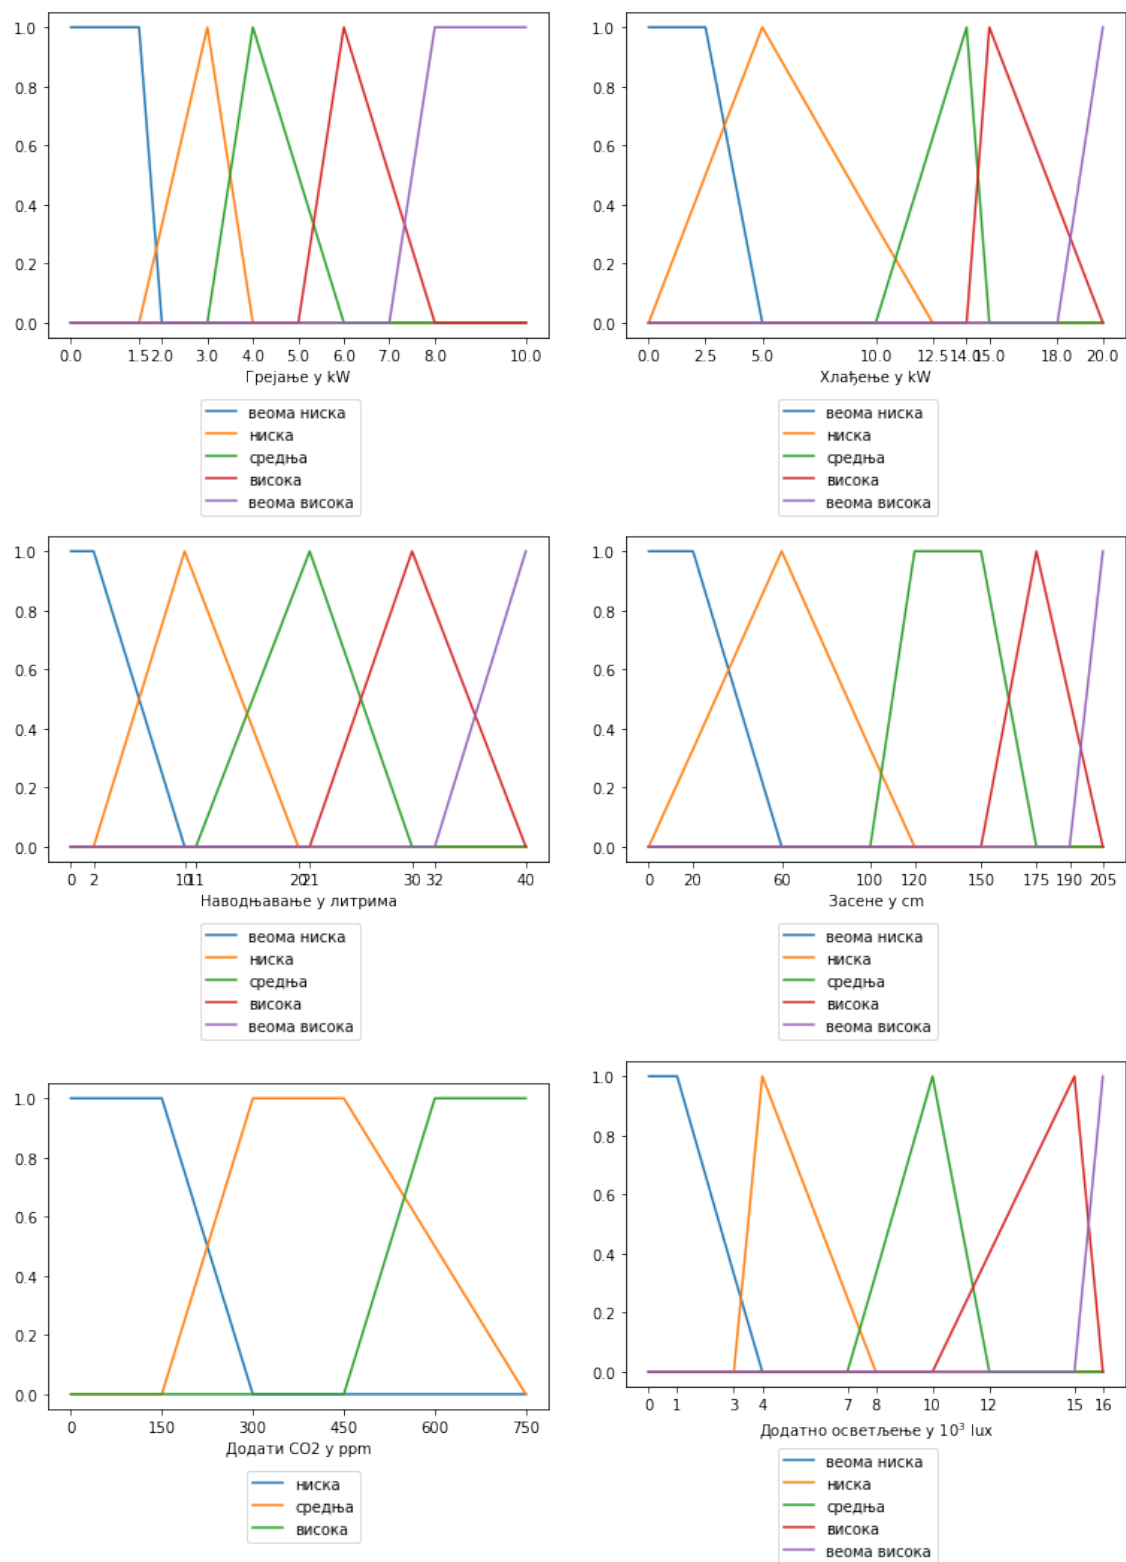 1.0
0.8
0.6
0.4
0.2
0.0
0.0 1.5 2.0 3.0 4.0 5.0 6.0 7.0 8.0 10.0
Грејање у kW
веома ниска
ниска
средња
висока
веома висока
1.0
0.8
0.6
0.4
0.2
0.0
0.0 2.5 5.0 10.0 12.5 14.0 15.0 18.0 20.0
Хлађење у kW
веома ниска
ниска
средња
висока
веома висока
1.0
0.8
0.6
0.4
0.2
0.0
0 2 10 11 20 21 30 32 40
Наводњавање у литрима
веома ниска
ниска
средња
висока
веома висока
1.0
0.8
0.6
0.4
0.2
0.0
0 20 60 100 120 150 175 190 205
Засене у cm
веома ниска
ниска
средња
висока
веома висока
1.0
0.8
0.6
0.4
0.2
0.0
0 150 300 450 600 750
Додати CO2 у ppm
ниска
средња
висока
1.0
0.8
0.6
0.4
0.2
0.0
0 1 3 4 7 8 10 12 15 16
Додатно осветљење у 10³ lux
веома ниска
ниска
средња
висока
веома висока